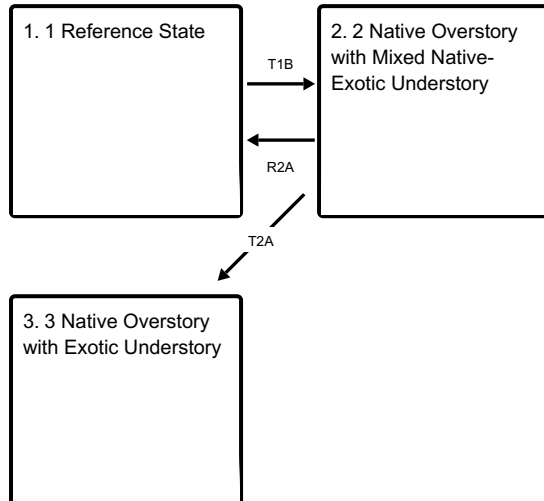 1. 1 Reference State
T1B
2. 2 Native Overstory
with Mixed Native-
Exotic Understory
R2A
T2A
3. 3 Native Overstory
with Exotic Understory